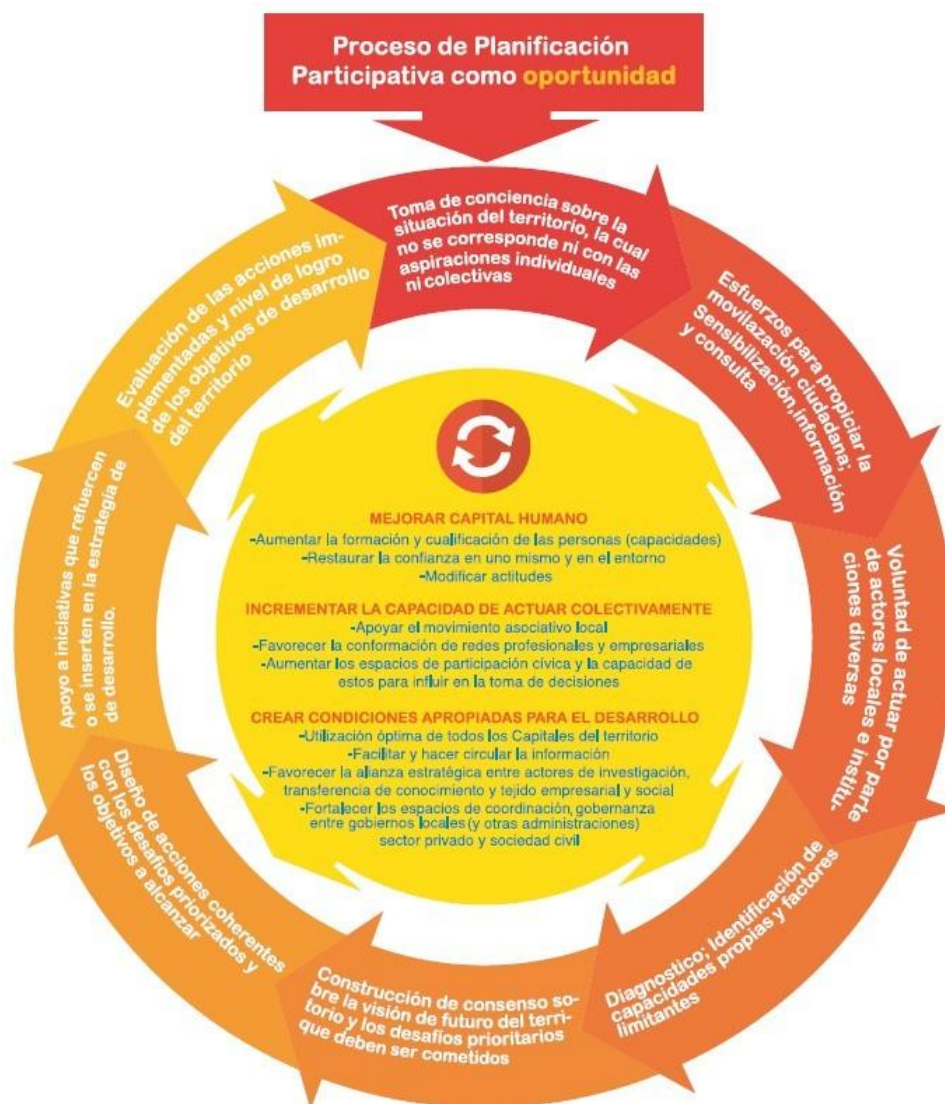 Proceso de Planificación
Participativa como oportunidad
Toma de conciencia sobre la
situación del territorio, la cual
no se corresponde ni con las
aspiraciones individuales
ni colectivas
Esfuerzos para propiciar la
movilazación ciudadana;
Sensibilización,información
y consulta
Voluntad de actuar por parte
de actores locales e institu-
ciones diversas
Diagnostico; Identificación de
capacidades propias y factores
limitantes
Construcción de consenso so-
bre la visión de futuro del terri-
torio y los desafíos prioritarios
que deben ser cometidos
Diseño de acciones coherentes
con los desafíos priorizados y
los objetivos a alcanzar
Apoyo a iniciativas que refuercen
o se inserten en la estrategia de
de desarrollo.
Evaluación de las acciones im-
plementadas y nivel de logro
de los objetivos de desarrollo
del territorio
MEJORAR CAPITAL HUMANO
-Aumentar la formación y cualificación de las personas (capacidades)
-Restaurar la confianza en uno mismo y en el entorno
-Modificar actitudes
INCREMENTAR LA CAPACIDAD DE ACTUAR COLECTIVAMENTE
-Apoyar el movimiento asociativo local
-Favorecer la conformación de redes profesionales y empresariales
-Aumentar los espacios de participación cívica y la capacidad de
estos para influir en la toma de decisiones
CREAR CONDICIONES APROPIADAS PARA EL DESARROLLO
-Utilización óptima de todos los Capitales del territorio
-Facilitar y hacer circular la información
-Favorecer la alianza estratégica entre actores de investigación,
transferencia de conocimiento y tejido empresarial y social
-Fortalecer los espacios de coordinación, gobernanza
entre gobiernos locales (y otras administraciones)
sector privado y sociedad civil